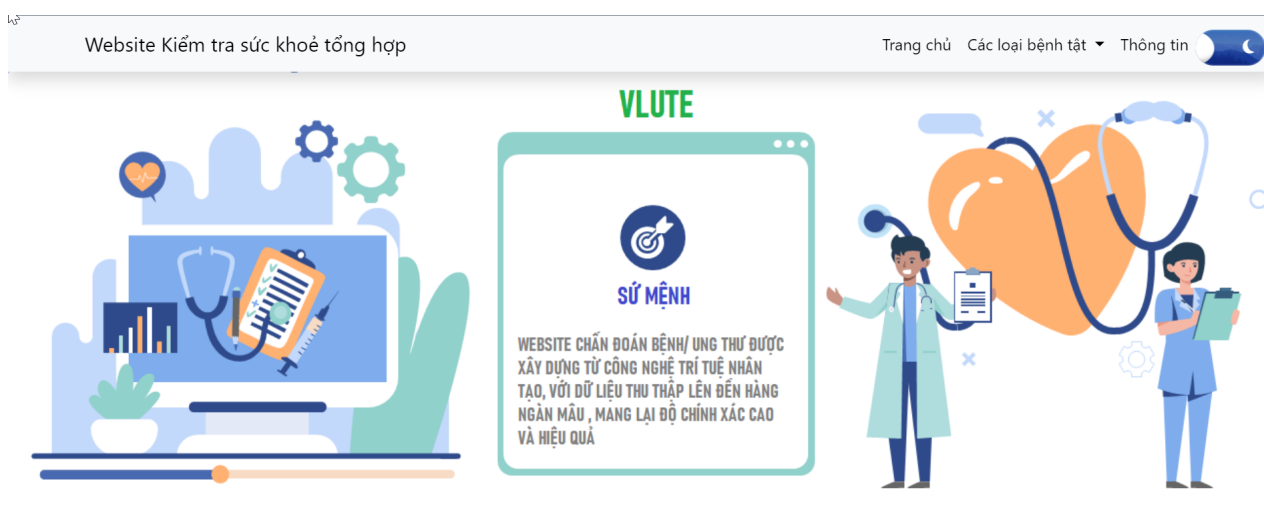 Website Kiểm tra sức khoẻ tổng hợp
Trang chủ Các loại bệnh tật Thông tin
VLUTE
SỨ MỆNH
WEBSITE CHẨN ĐOÁN BỆNH/ UNG THƯ ĐƯỢC
XÂY DỰNG TỪ CÔNG NGHỆ TRÍ TUỆ NHÂN
TẠO, VỚI DỮ LIỆU THU THẬP LÊN ĐẾN HÀNG
NGÀN MÂU , MANG LẠI ĐỘ CHÍNH XÁC CAO
VÀ HIỆU QUẢ